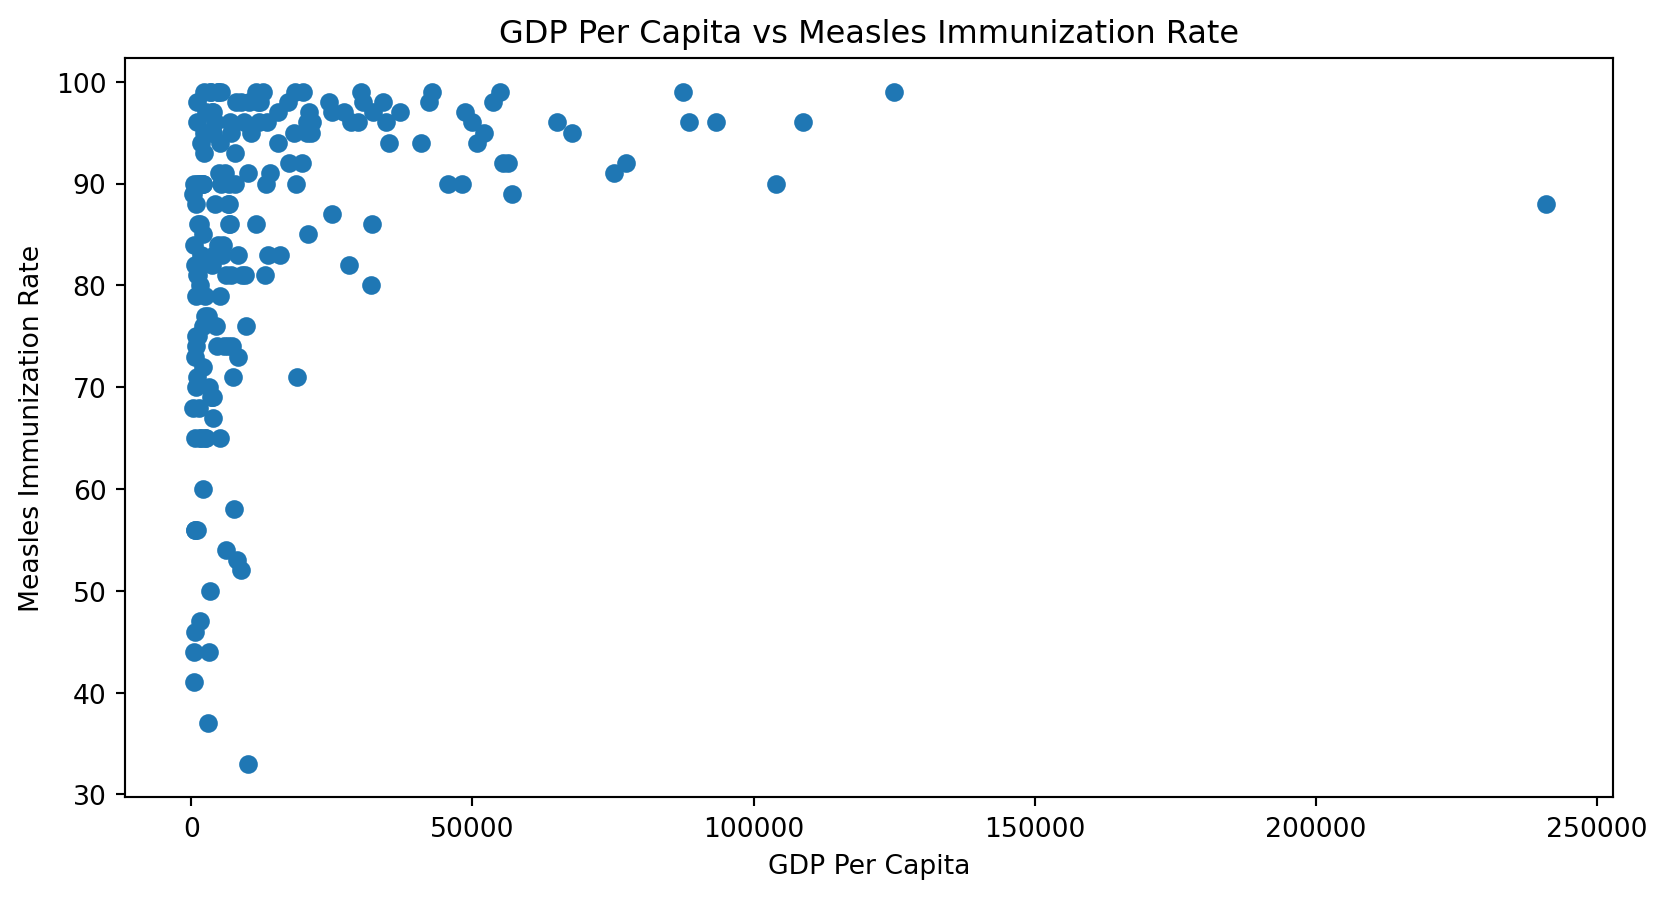 GDP Per Capita vs Measles Immunization Rate
Measles Immunization Rate
100
90
80
70
60
50
40
30
0 50000 100000 150000 200000 250000
GDP Per Capita